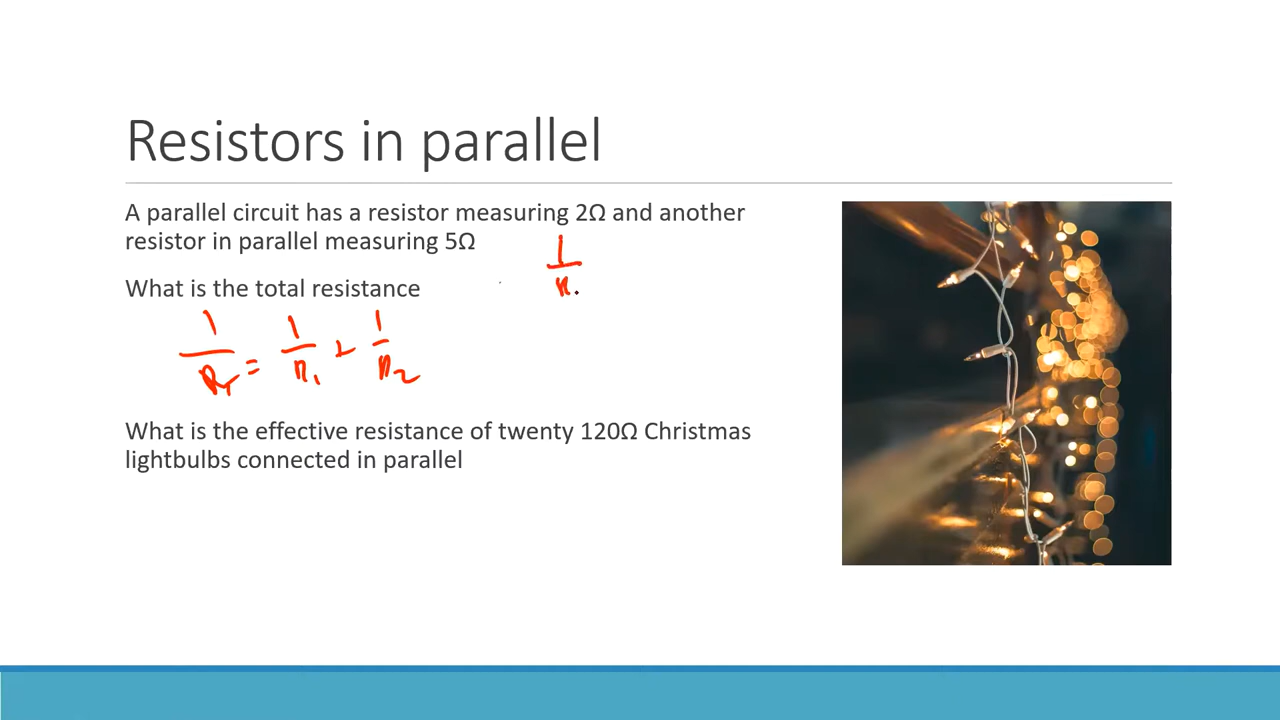 Resistors in parallel
A parallel circuit has a resistor measuring 2Ω and another
resistor in parallel measuring 5Ω
1/R
What is the total resistance
1/RT = 1/R1 + 1/R2
What is the effective resistance of twenty 120Ω Christmas
lightbulbs connected in parallel